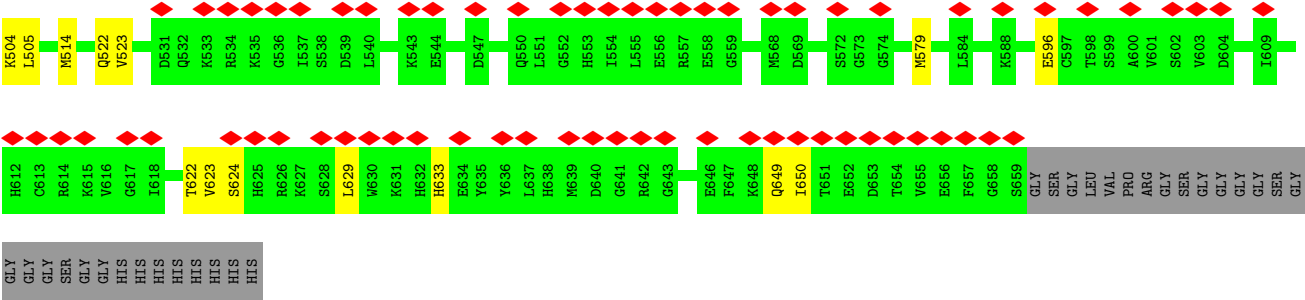 K504 L505 M514 Q522 V523 D531 Q532 K533 R534 K535 G536 I537 S538 D539 L540 K543 E544 D547 Q550 L551 G552 H553 I554 L555 E556 R557 E558 G559 M568 D569 S572 G573 G574 M579 L584 K588 E596 C597 T598 S599 A600 V601 S602 V603 D604 I609
H612 C613 R614 K615 V616 G617 I618 T622 V623 S624 H625 R626 K627 S628 L629 W630 K631 H632 H633 E634 Y635 Y636 L637 H638 M639 D640 G641 R642 G643 E646 F647 K648 Q649 I650 T651 E652 D653 T654 V655 E656 F657 G658 S659 GLY SER GLY LEU VAL PRO ARG GLY SER GLY GLY GLY GLY SER GLY
GLY GLY GLY SER GLY GLY HIS HIS HIS HIS HIS HIS HIS HIS